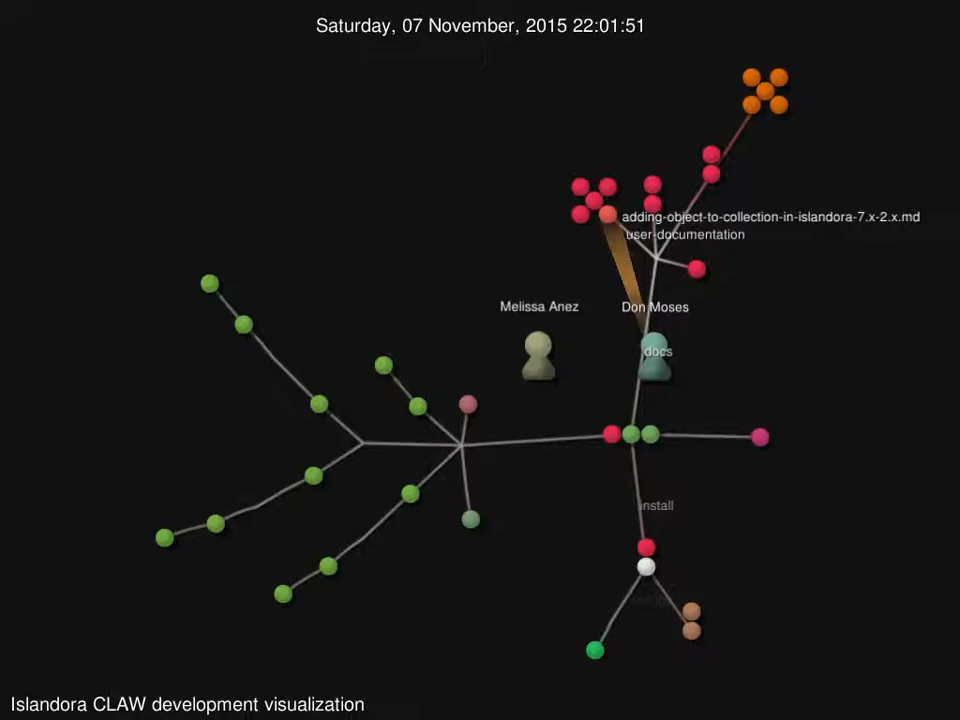 Saturday, 07 November, 2015 22:01:51
adding-object-to-collection-in-islandora-7.x-2.x.md
user-documentation
Melissa Anez
Don Moses
docs
install
Islandora CLAW development visualization